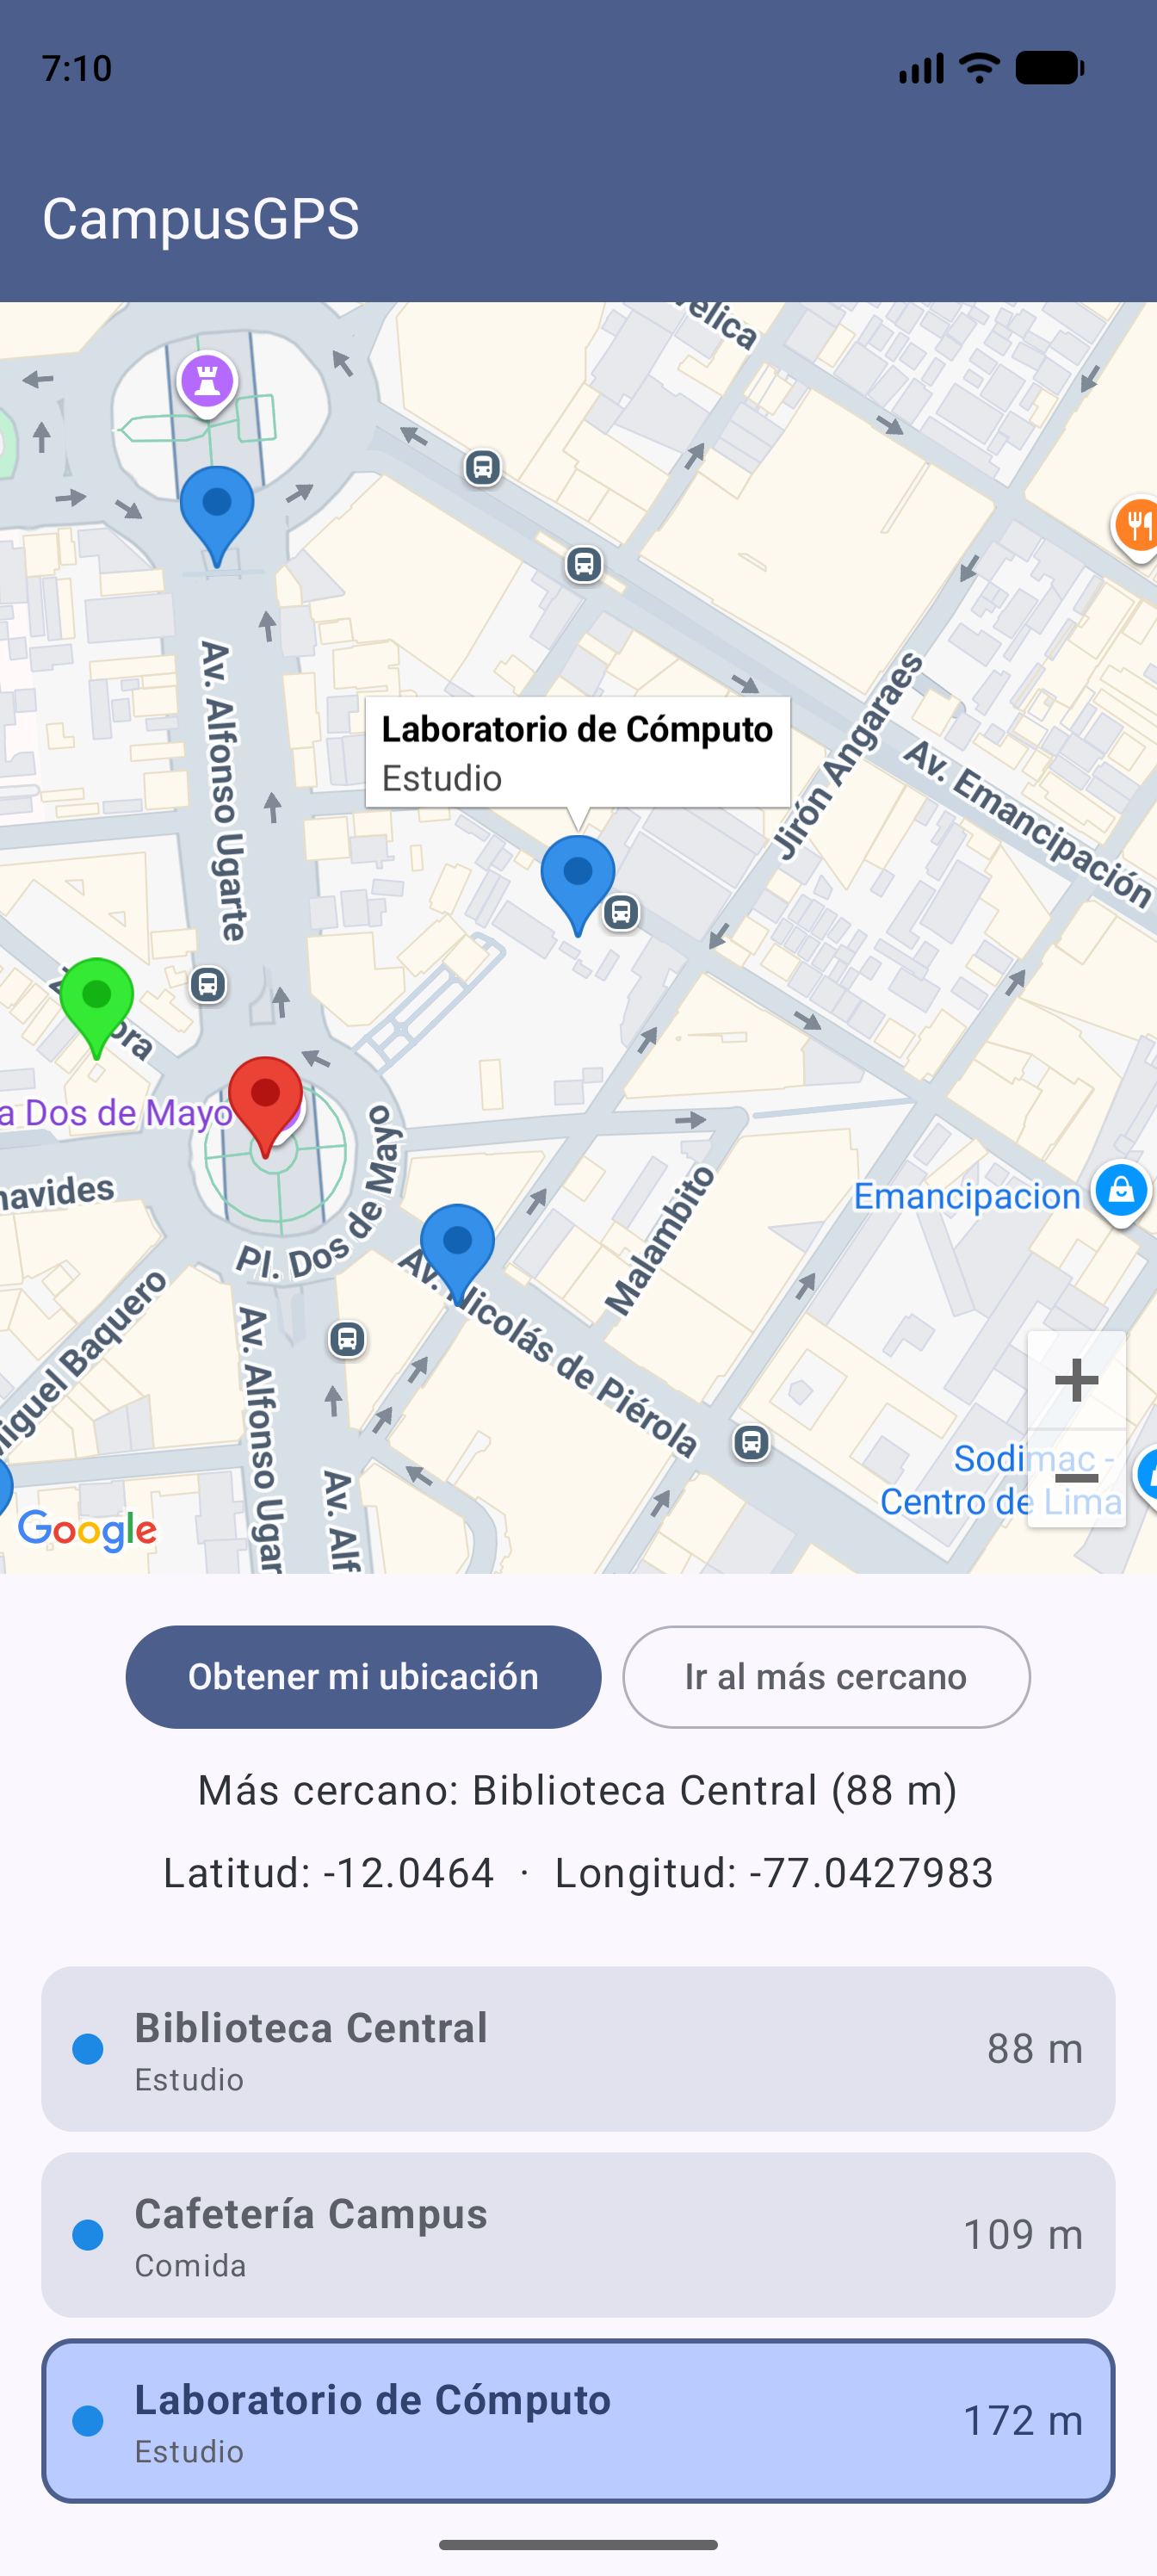 7:10
CampusGPS
Av. Alfonso Ugarte
Laboratorio de Cómputo
Estudio
Jirón Angaraes
Av. Emancipación
a Dos de Mayo
Pl. Dos de Mayo
navides
Malambito
Emancipacion
Av. Nicolás de Piérola
Miguel Baquero
Av. Alfonso Ugar
Av. Alf
Sodimac -
Centro de Lima
Google
Obtener mi ubicación
Ir al más cercano
Más cercano: Biblioteca Central (88 m)
Latitud: -12.0464 · Longitud: -77.0427983
Biblioteca Central
Estudio
88 m
Cafetería Campus
Comida
109 m
Laboratorio de Cómputo
Estudio
172 m